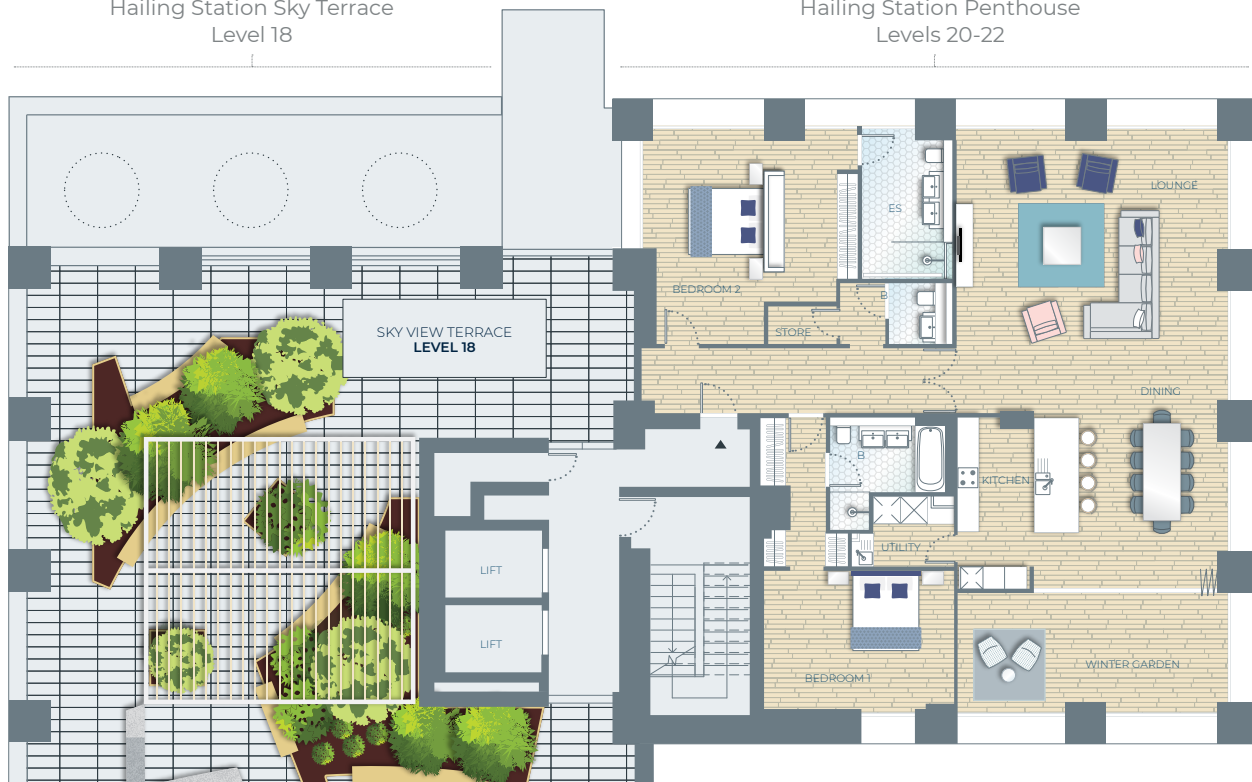 Hailing Station Sky Terrace
Level 18
Hailing Station Penthouse
Levels 20-22
LOUNGE
ES
BEDROOM 2
B
STORE
SKY VIEW TERRACE
LEVEL 18
DINING
B
KITCHEN
UTILITY
LIFT
LIFT
BEDROOM 1
WINTER GARDEN
N